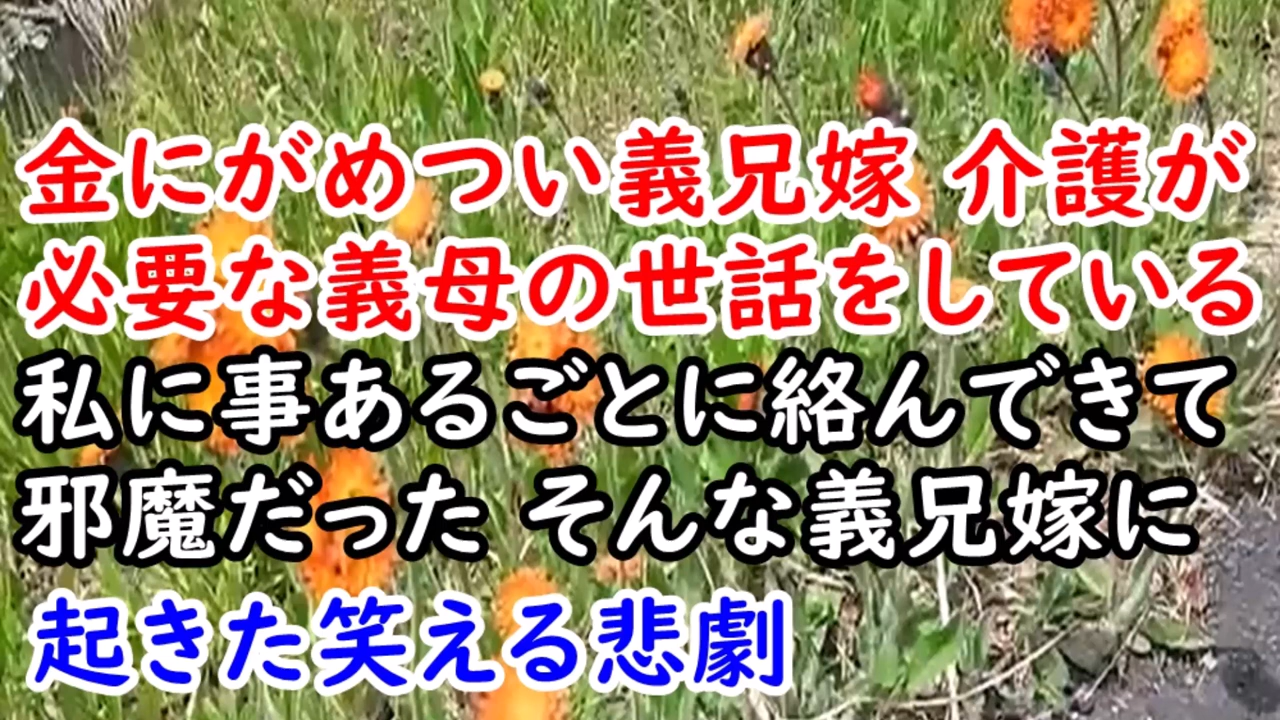 金にがめつい義兄嫁 介護が
必要な義母の世話をしている
私に事あるごとに絡んできて
邪魔だった そんな義兄嫁に
起きた笑える悲劇